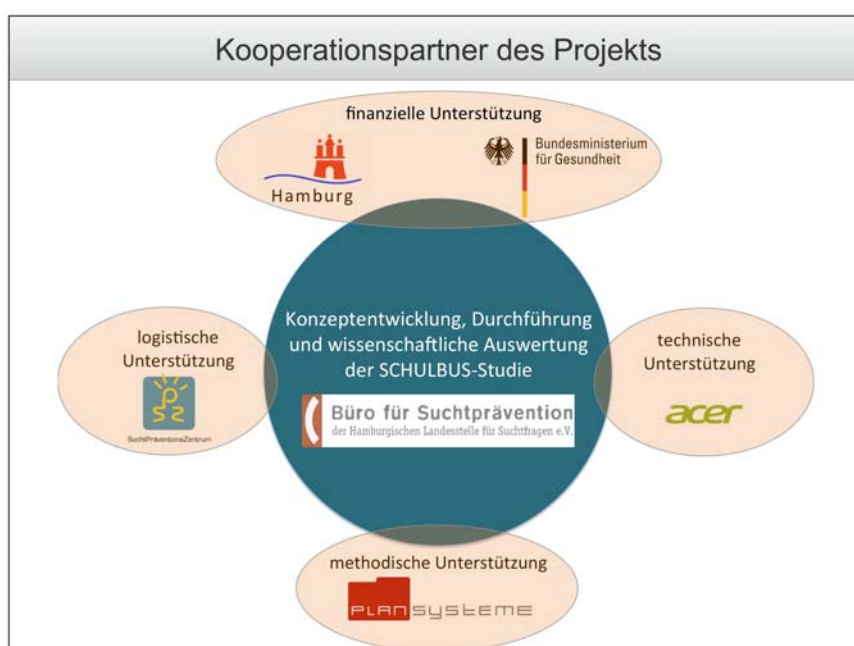 Kooperationspartner des Projekts
finanzielle Unterstützung
Hamburg
Bundesministerium
für Gesundheit
Konzeptentwicklung, Durchführung
und wissenschaftliche Auswertung
der SCHULBUS-Studie
Büro für Suchtprävention
der Hamburgischen Landesstelle für Suchtfragen e.V.
logistische
Unterstützung
SuchtPräventionsZentrum
technische
Unterstützung
acer
methodische Unterstützung
PLANSYSTEME